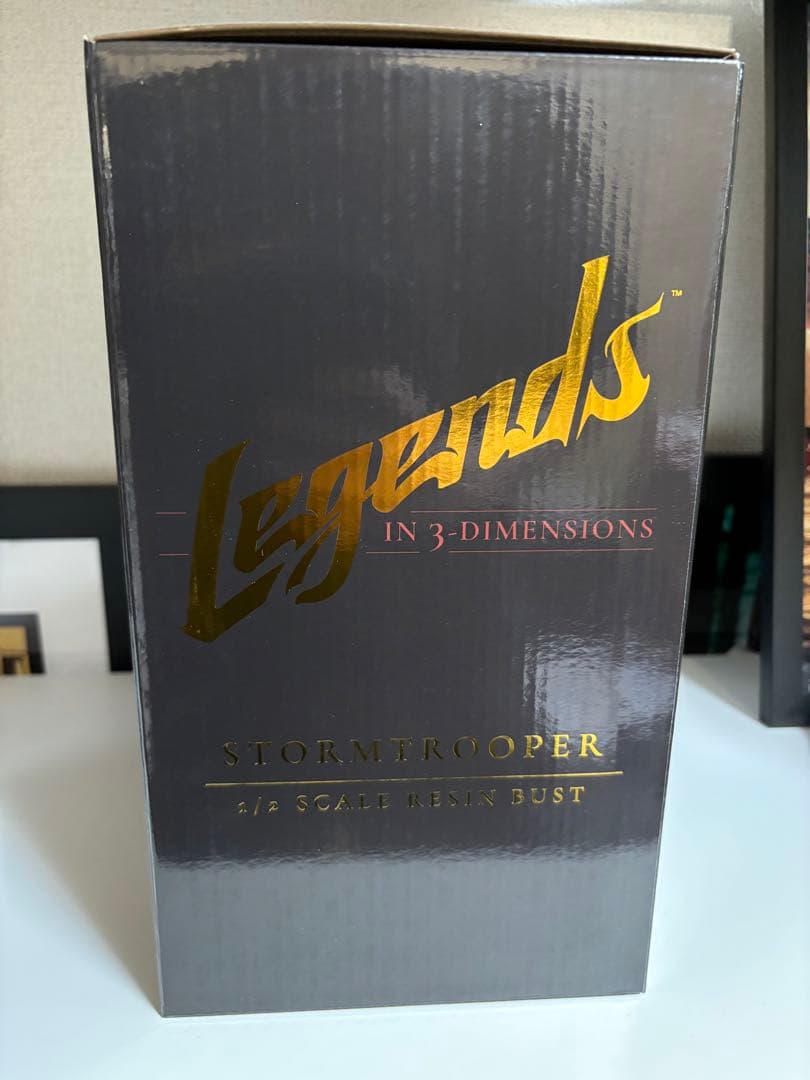 Legends™
IN 3-DIMENSIONS
STORMTROOPER
1/2 SCALE RESIN BUST